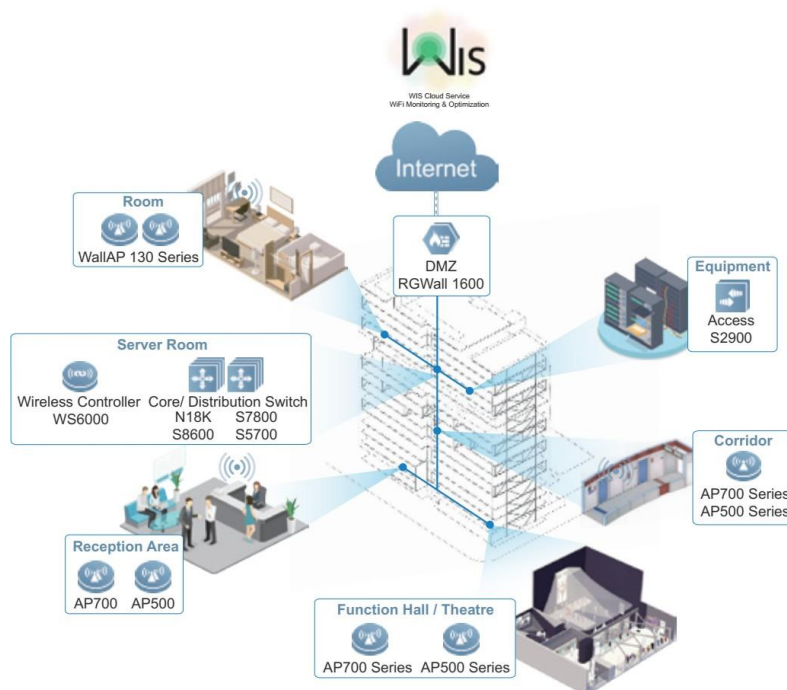 WIS
WIS Cloud Service
WiFi Monitoring & Optimization
Internet
Room
WallAP 130 Series
DMZ
RGWall 1600
Equipment
Access
S2900
Server Room
Wireless Controller
WS6000
Core/ Distribution Switch
N18K S7800
S8600 S5700
Corridor
AP700 Series
AP500 Series
Reception Area
AP700 AP500
Function Hall / Theatre
AP700 Series AP500 Series